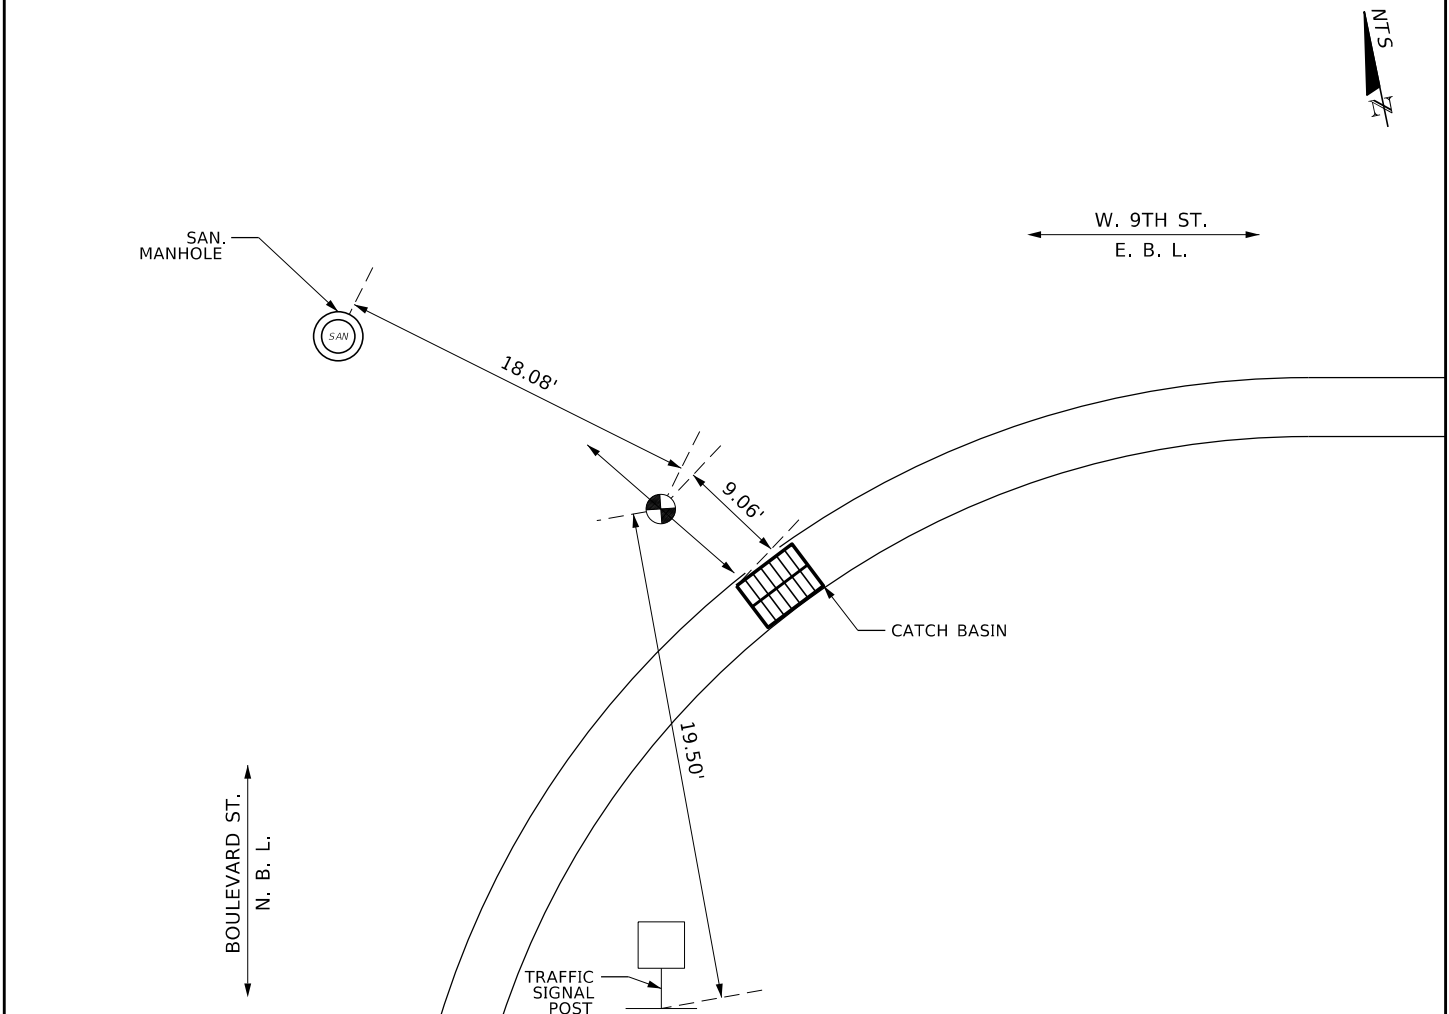 NTS
N
W. 9TH ST.
E. B. L.
SAN.
MANHOLE
SAN
18.08'
9.06'
CATCH BASIN
19.50'
BOULEVARD ST.
N. B. L.
TRAFFIC
SIGNAL
POST